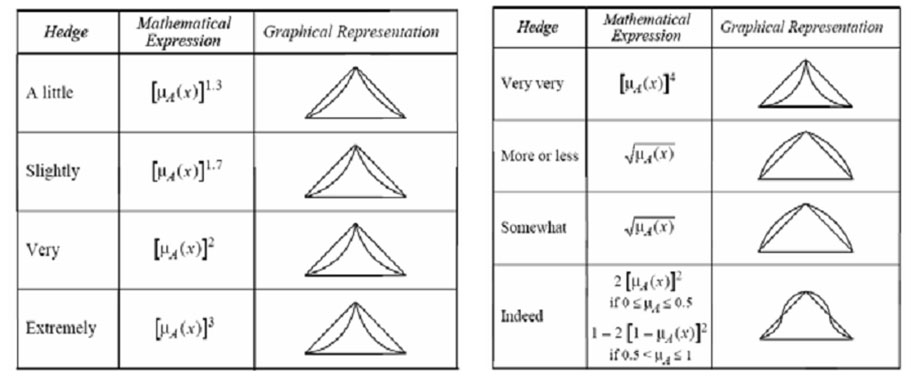 Hedge Mathematical Expression Graphical Representation
A little [μA(x)]^1.3
Slightly [μA(x)]^1.7
Very [μA(x)]^2
Extremely [μA(x)]^3
Hedge Mathematical Expression Graphical Representation
Very very [μA(x)]^4
More or less √μA(x)
Somewhat √μA(x)
Indeed
2 [μA(x)]^2
if 0 ≤ μA ≤ 0.5
1 − 2 [1 − μA(x)]^2
if 0.5 < μA ≤ 1